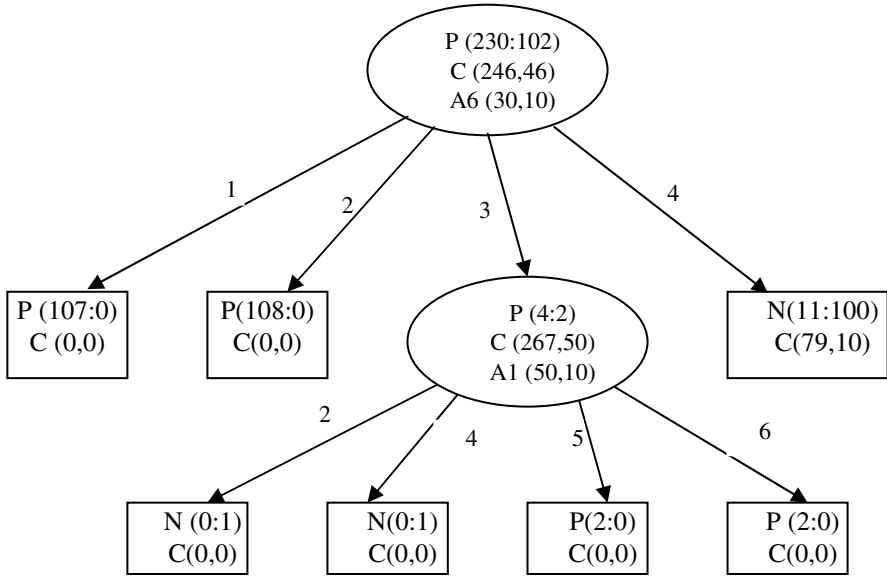 P (230:102)
C (246,46)
A6 (30,10)
1
2
3
4
P (107:0)
C (0,0)
P(108:0)
C(0,0)
P (4:2)
C (267,50)
A1 (50,10)
N(11:100)
C(79,10)
2
4
5
6
N (0:1)
C(0,0)
N(0:1)
C(0,0)
P(2:0)
C(0,0)
P (2:0)
C(0,0)